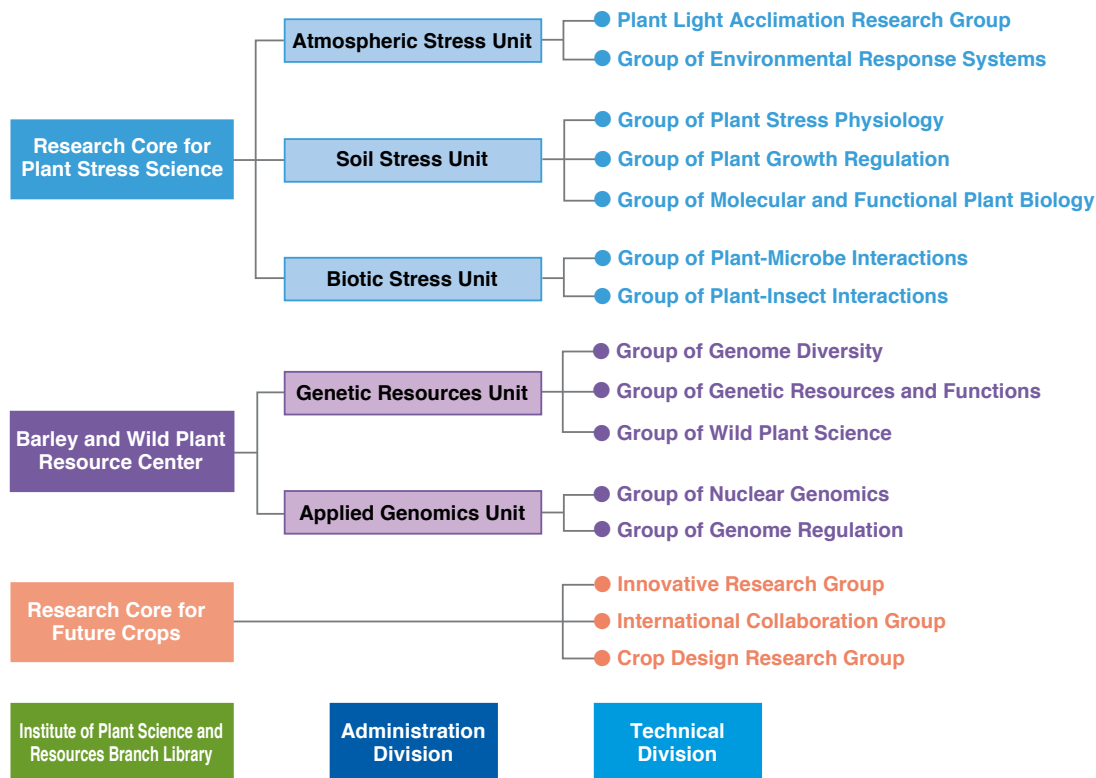 Research Core for
Plant Stress Science
Atmospheric Stress Unit
Plant Light Acclimation Research Group
Group of Environmental Response Systems
Soil Stress Unit
Group of Plant Stress Physiology
Group of Plant Growth Regulation
Group of Molecular and Functional Plant Biology
Biotic Stress Unit
Group of Plant-Microbe Interactions
Group of Plant-Insect Interactions
Barley and Wild Plant
Resource Center
Genetic Resources Unit
Group of Genome Diversity
Group of Genetic Resources and Functions
Group of Wild Plant Science
Applied Genomics Unit
Group of Nuclear Genomics
Group of Genome Regulation
Research Core for
Future Crops
Innovative Research Group
International Collaboration Group
Crop Design Research Group
Institute of Plant Science and
Resources Branch Library
Administration
Division
Technical
Division